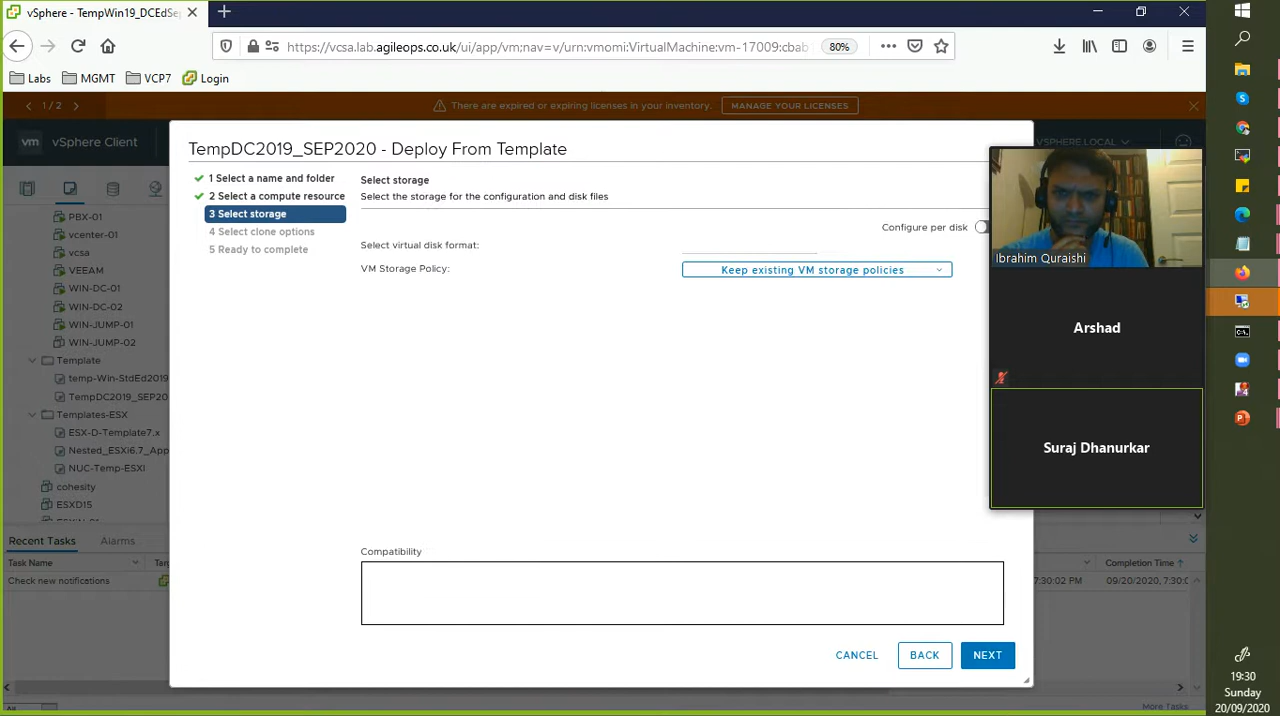 vSphere - TempWin19_DCEdSep
https://vcsa.lab.agileops.co.uk/ui/app/vm;nav=v/urn:vmomi:VirtualMachine:vm-17009:cbab
80%
Labs
MGMT
VCP7
Login
1 / 2
There are expired or expiring licenses in your inventory.
MANAGE YOUR LICENSES
vm
vSphere Client
VSPHERE.LOCAL
PBX-01
vcenter-01
vcsa
VEEAM
WIN-DC-01
WIN-DC-02
WIN-JUMP-01
WIN-JUMP-02
Template
temp-Win-StdEd2019
TempDC2019_SEP20
Templates-ESX
ESX-D-Template7.x
Nested_ESXi6.7_App
NUC-Temp-ESXi
cohesity
ESXD15
TempDC2019_SEP2020 - Deploy From Template
1 Select a name and folder
2 Select a compute resource
3 Select storage
4 Select clone options
5 Ready to complete
Select storage
Select the storage for the configuration and disk files
Configure per disk
Select virtual disk format:
VM Storage Policy:
Keep existing VM storage policies
Compatibility
CANCEL
BACK
NEXT
Ibrahim Quraishi
Arshad
Suraj Dhanurkar
Recent Tasks
Alarms
Task Name
Targ
Completion Time
Check new notifications
7:30:02 PM
09/20/2020, 7:30:0
All
More Tasks
19:30
Sunday
20/09/2020